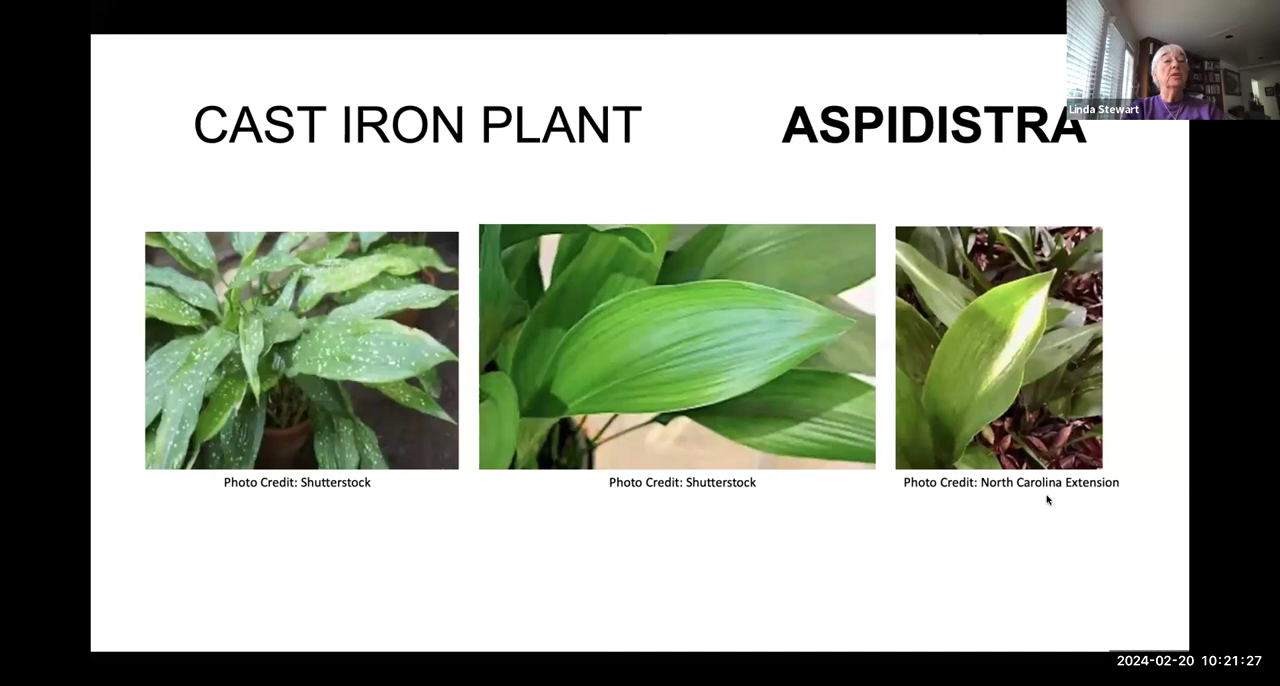 Linda Stewart
CAST IRON PLANT ASPIDISTRA
Photo Credit: Shutterstock
Photo Credit: Shutterstock
Photo Credit: North Carolina Extension
2024-02-20 10:21:27